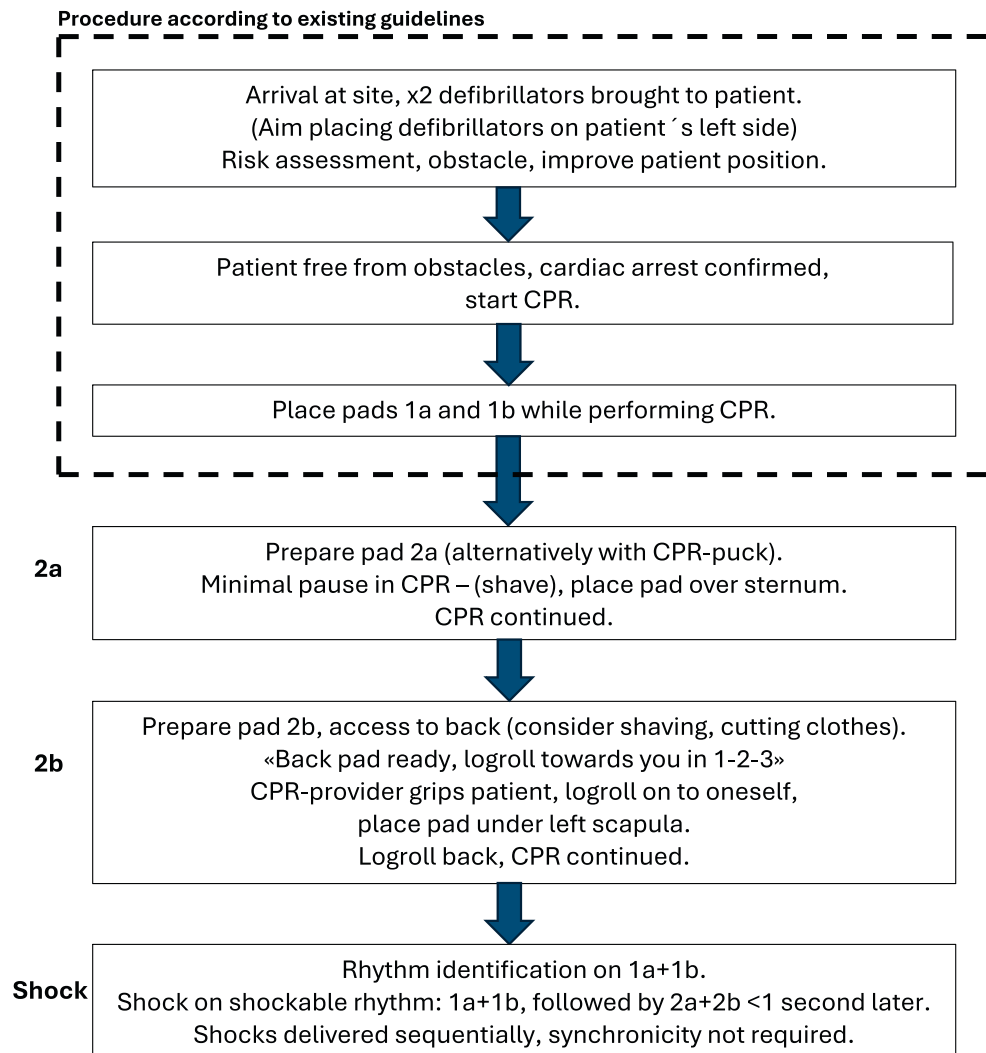 Procedure according to existing guidelines
Arrival at site, x2 defibrillators brought to patient.
(Aim placing defibrillators on patient´s left side)
Risk assessment, obstacle, improve patient position.
Patient free from obstacles, cardiac arrest confirmed,
start CPR.
Place pads 1a and 1b while performing CPR.
2a
Prepare pad 2a (alternatively with CPR-puck).
Minimal pause in CPR – (shave), place pad over sternum.
CPR continued.
2b
Prepare pad 2b, access to back (consider shaving, cutting clothes).
«Back pad ready, logroll towards you in 1-2-3»
CPR-provider grips patient, logroll on to oneself,
place pad under left scapula.
Logroll back, CPR continued.
Shock
Rhythm identification on 1a+1b.
Shock on shockable rhythm: 1a+1b, followed by 2a+2b <1 second later.
Shocks delivered sequentially, synchronicity not required.